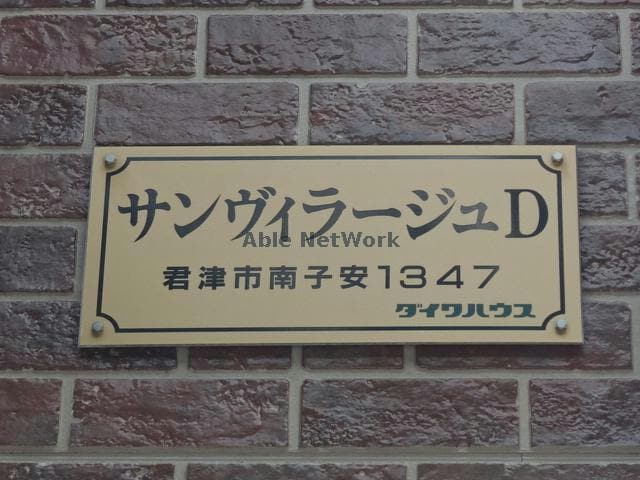 サンヴィラージュD
Able NetWork
君津市南子安1347
ダイワハウス